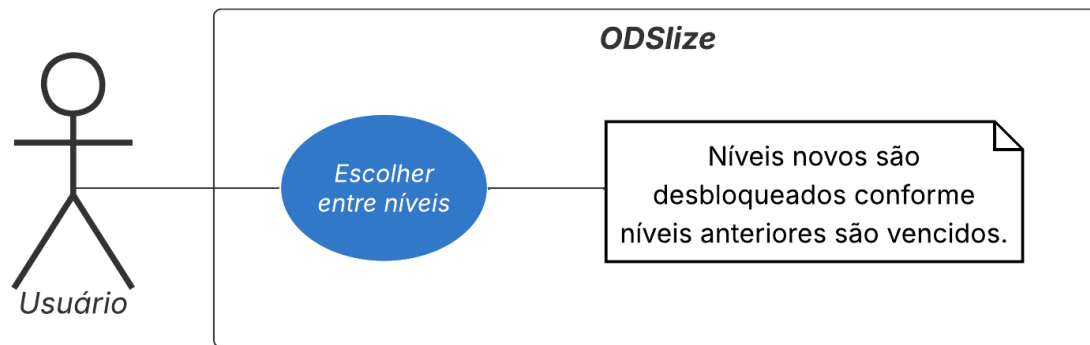 ODSlize
Escolher
entre níveis
Níveis novos são
desbloqueados conforme
níveis anteriores são vencidos.
Usuário